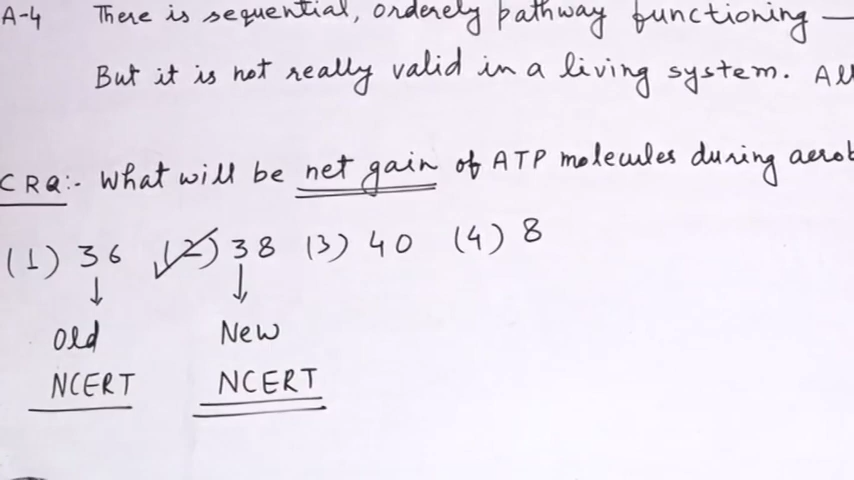 A-4 There is sequential, orderely pathway functioning —
But it is not really valid in a living system. All
CRQ:- What will be net gain of ATP molecules during aerob
(1) 36 (2) 38 (3) 40 (4) 8
↓ ↓
Old New
NCERT NCERT